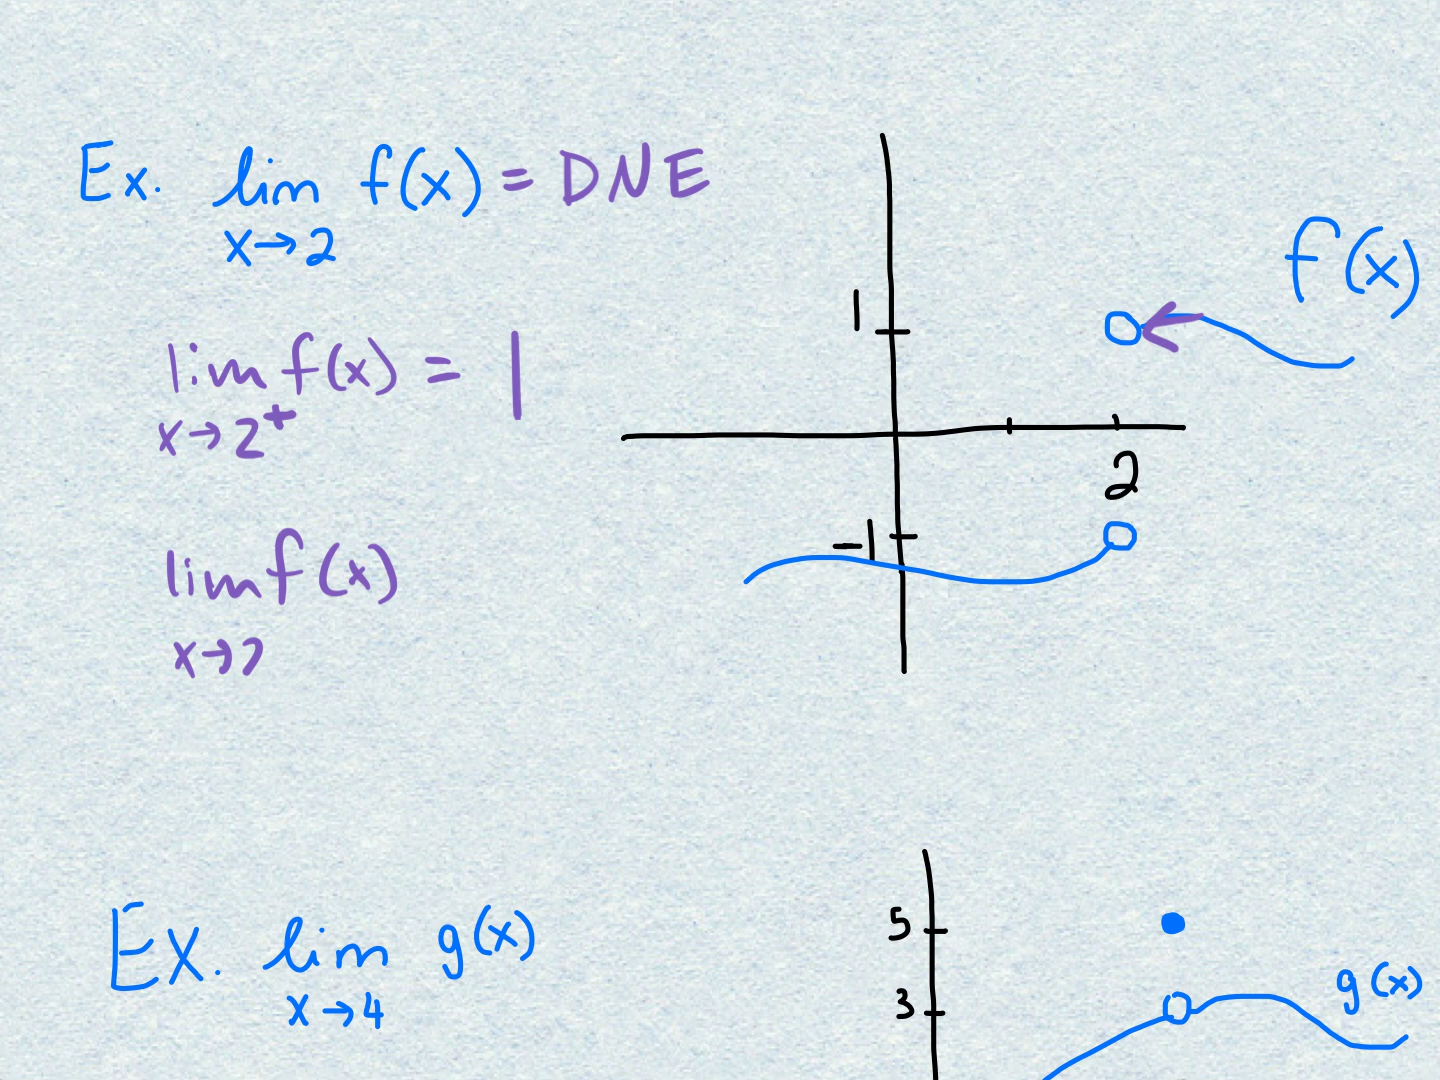 Ex. lim f(x) = DNE
x→2
lim f(x) = 1
x→2⁺
lim f(x)
x→2
f(x)
1
2
-1
Ex. lim g(x)
x→4
5
3
g(x)